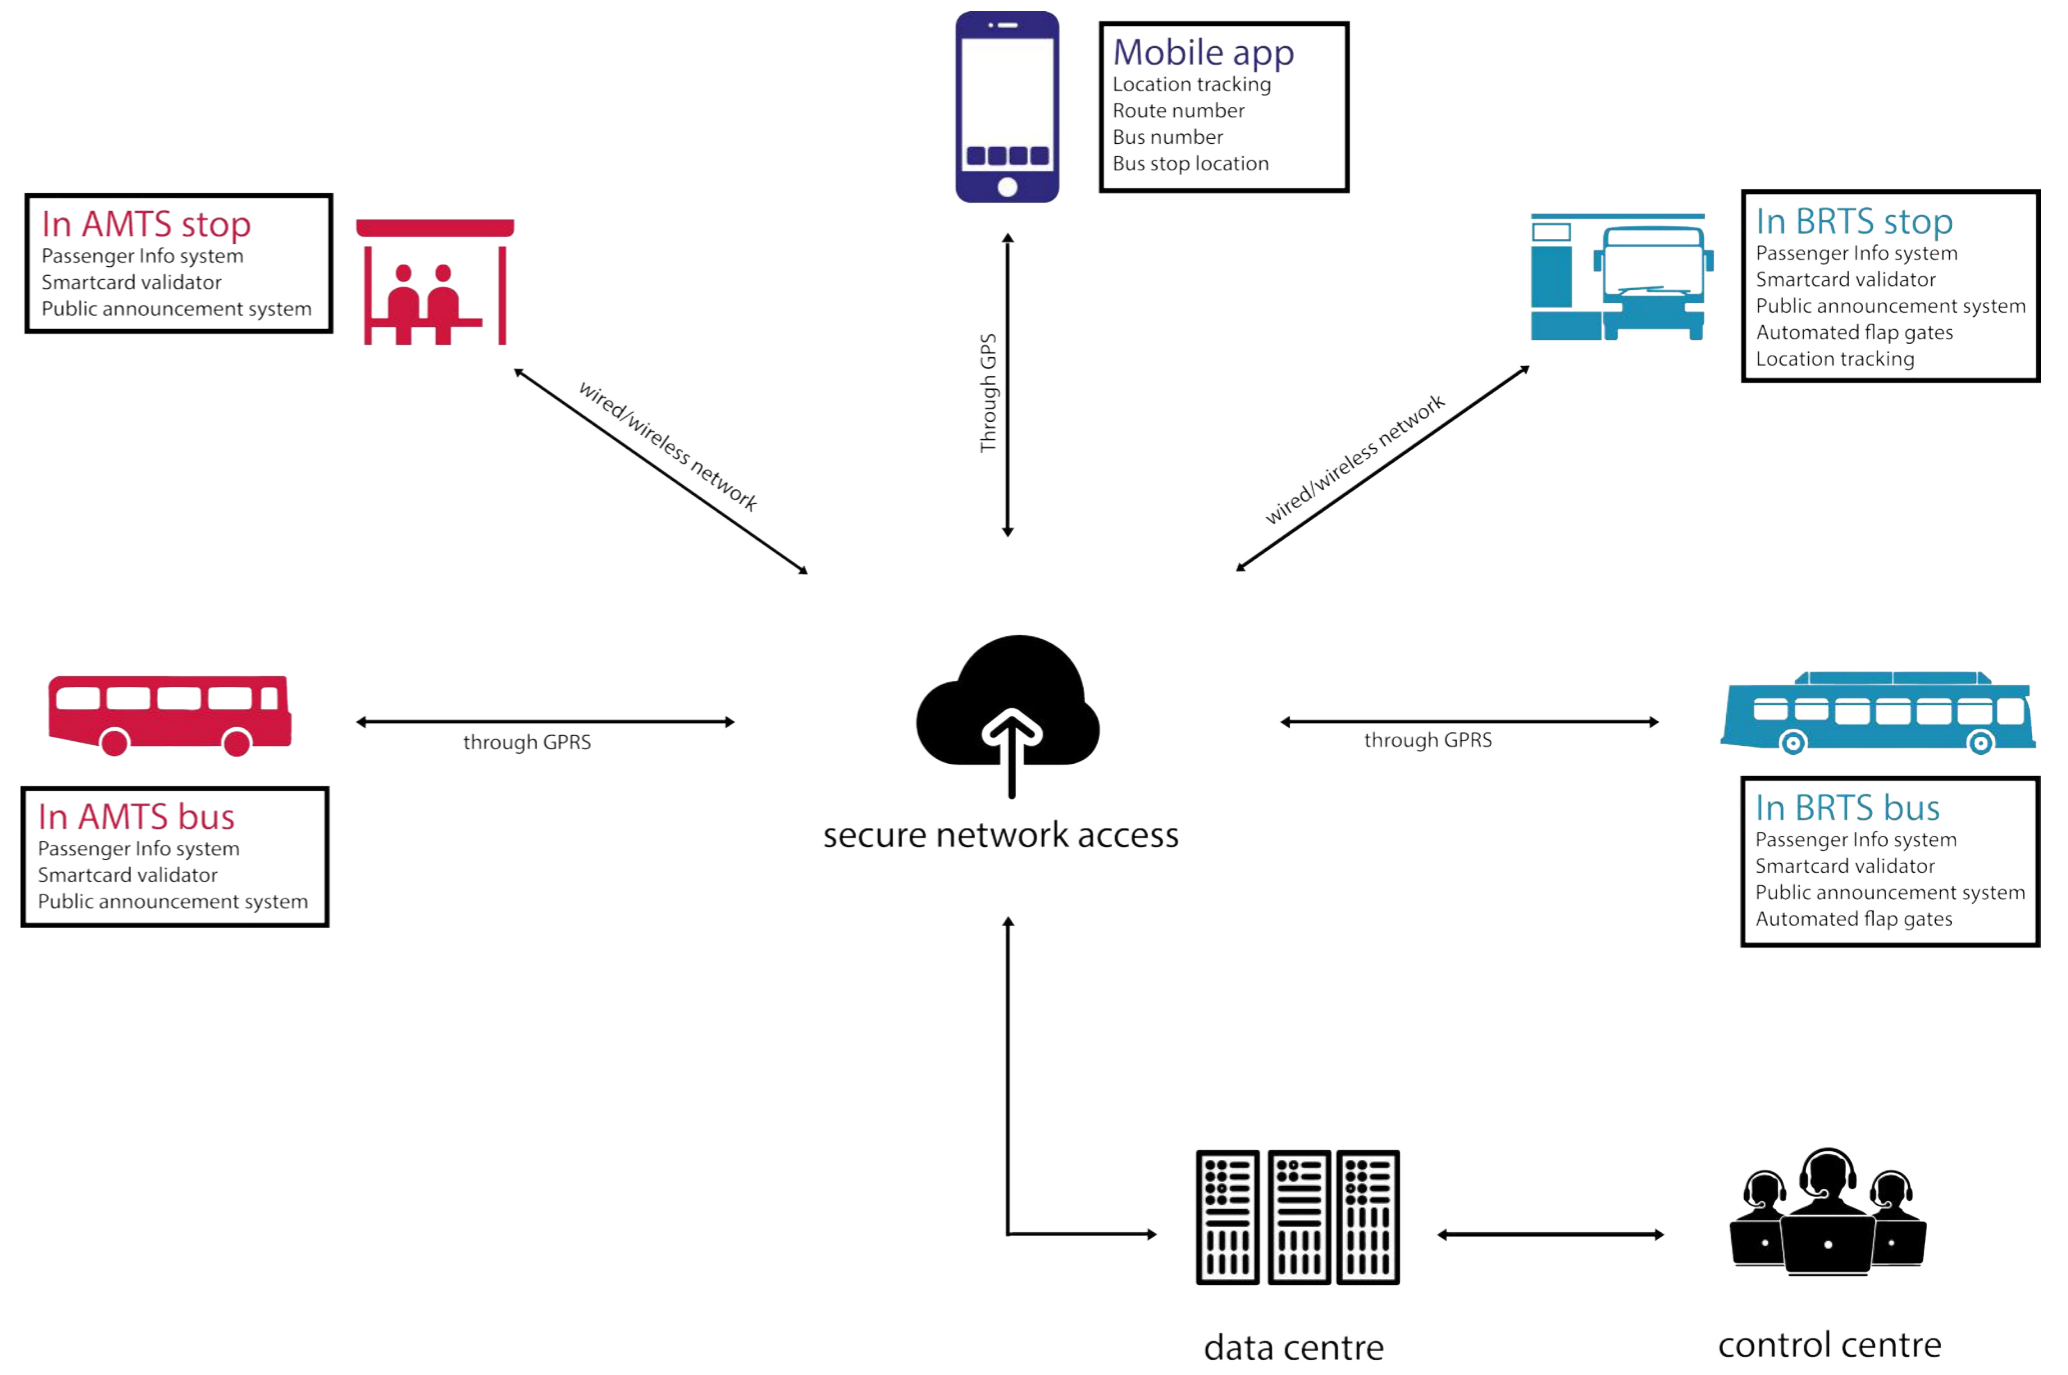 Mobile app
Location tracking
Route number
Bus number
Bus stop location
In AMTS stop
Passenger Info system
Smartcard validator
Public announcement system
In BRTS stop
Passenger Info system
Smartcard validator
Public announcement system
Automated flap gates
Location tracking
wired/wireless network
Through GPS
wired/wireless network
through GPRS
through GPRS
secure network access
In AMTS bus
Passenger Info system
Smartcard validator
Public announcement system
In BRTS bus
Passenger Info system
Smartcard validator
Public announcement system
Automated flap gates
data centre
control centre